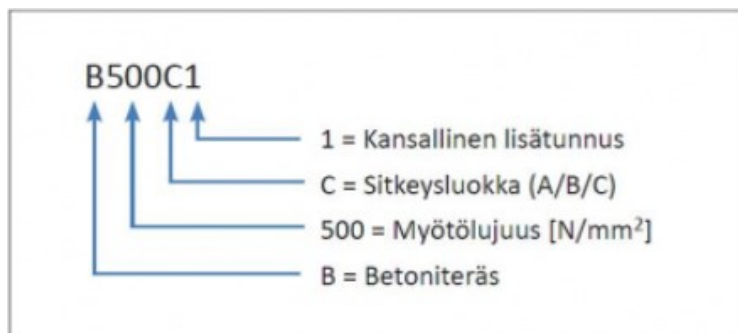 B500C1
1 = Kansallinen lisätunnus
C = Sitkeysluokka (A/B/C)
500 = Myötölujuus [N/mm²]
B = Betoniteräs